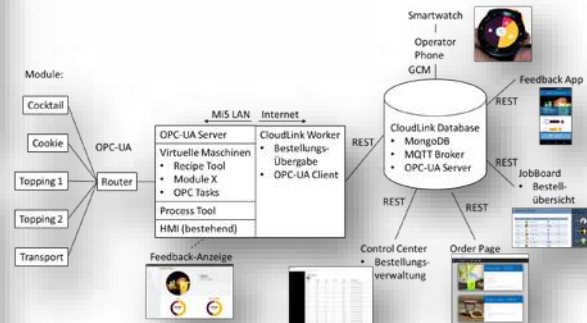 Smartwatch
Operator
Phone
GCM
Module:
Cocktail
Cookie
Topping 1
Topping 2
Transport
OPC-UA
Router
Mi5 LAN
Internet
OPC-UA Server
Virtuelle Maschinen
• Recipe Tool
• Module X
• OPC Tasks
Process Tool
HMI (bestehend)
CloudLink Worker
• Bestellungs-
Übergabe
• OPC-UA Client
REST
CloudLink Database
• MongoDB
• MQTT Broker
• OPC-UA Server
REST
Feedback App
REST
JobBoard
• Bestell-
übersicht
REST
REST
Control Center
• Bestellungs-
verwaltung
Order Page
Feedback-Anzeige